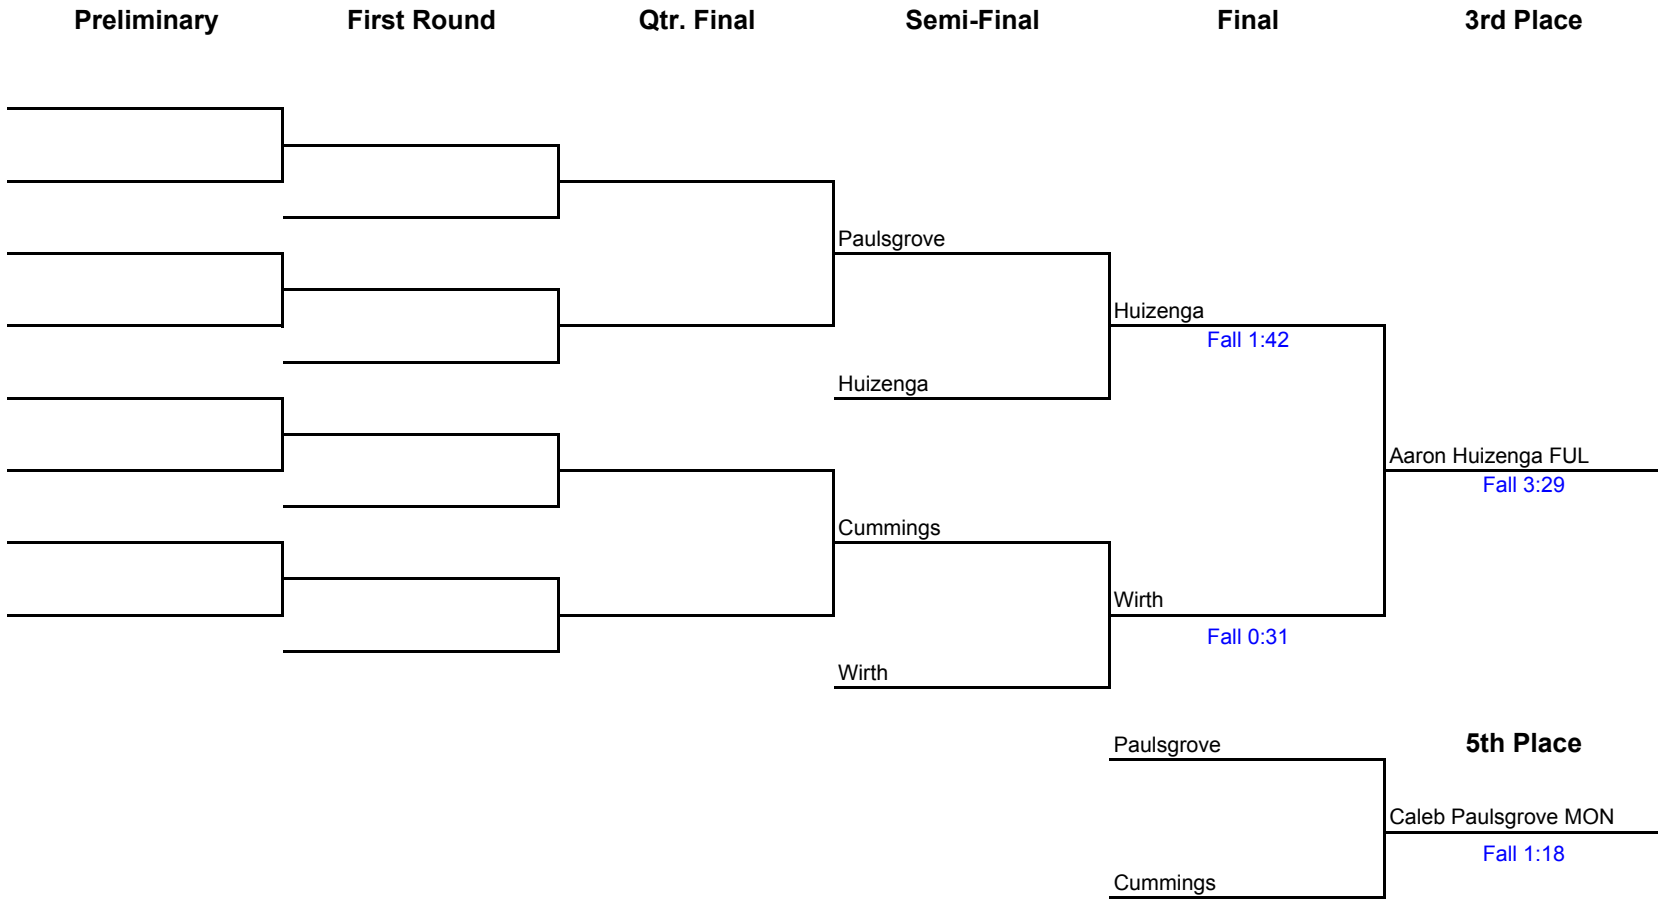 Preliminary First Round Qtr. Final Semi-Final Final 3rd Place
Paulsgrove
Huizenga
Fall 1:42
Huizenga
Aaron Huizenga FUL
Fall 3:29
Cummings
Wirth
Fall 0:31
Wirth
Paulsgrove
5th Place
Caleb Paulsgrove MON
Fall 1:18
Cummings